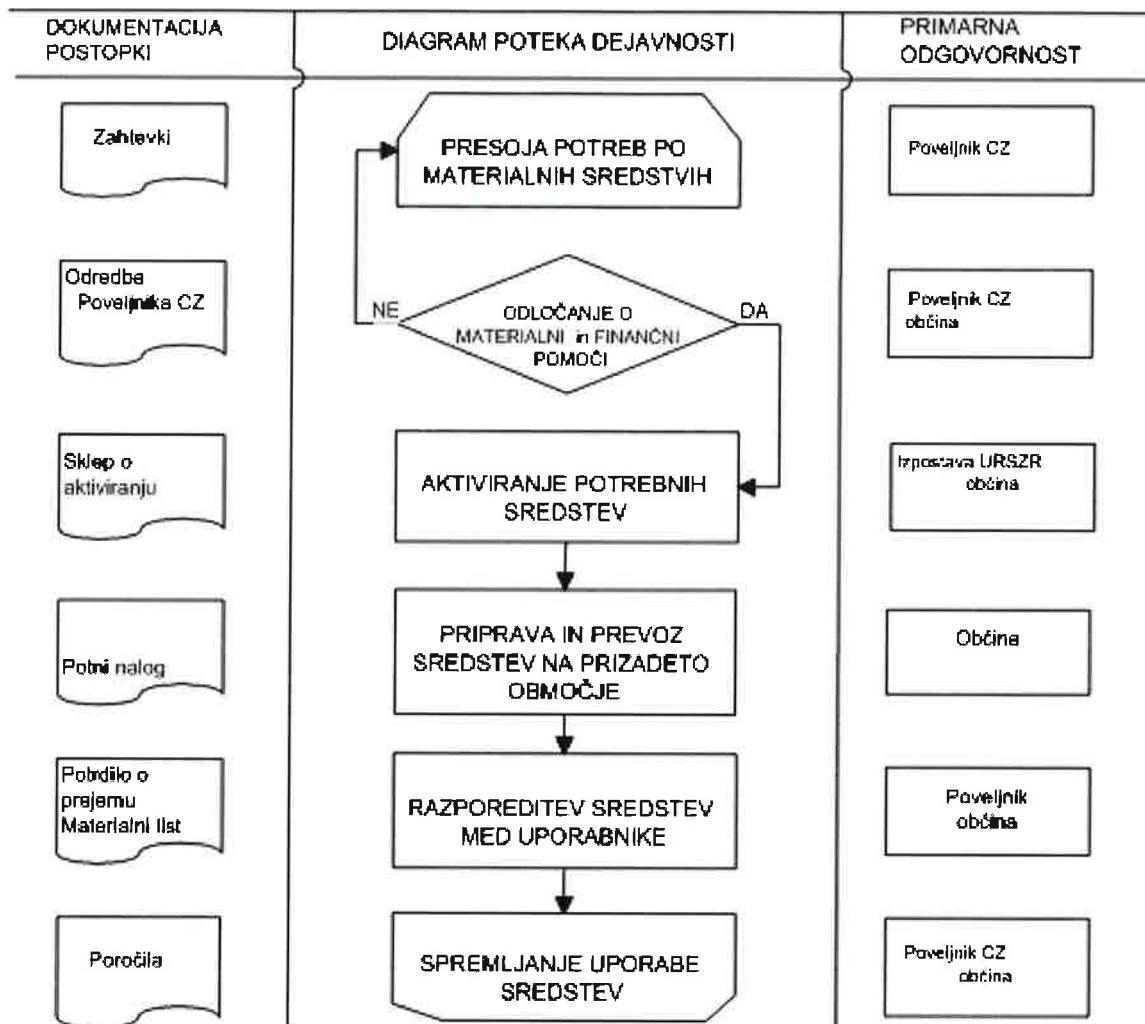 DOKUMENTACIJA
POSTOPKI
DIAGRAM POTEKA DEJAVNOSTI
PRIMARNA
ODGOVORNOST
Zahtevki
PRESOJA POTREB PO
MATERIALNIH SREDSTVIH
Poveljnik CZ
Odredba
Poveljnika CZ
NE
ODLOČANJE O
MATERIALNI in FINANČNI
POMOČI
DA
Poveljnik CZ
občina
Sklep o
aktiviranju
AKTIVIRANJE POTREBNIH
SREDSTEV
Izpostava URSZR
občina
Potni nalog
PRIPRAVA IN PREVOZ
SREDSTEV NA PRIZADETO
OBMOČJE
Občina
Potrdilo o
prejemu
Materialni list
RAZPOREDITEV SREDSTEV
MED UPORABNIKE
Poveljnik
občina
Poročila
SPREMLJANJE UPORABE
SREDSTEV
Poveljnik CZ
občina